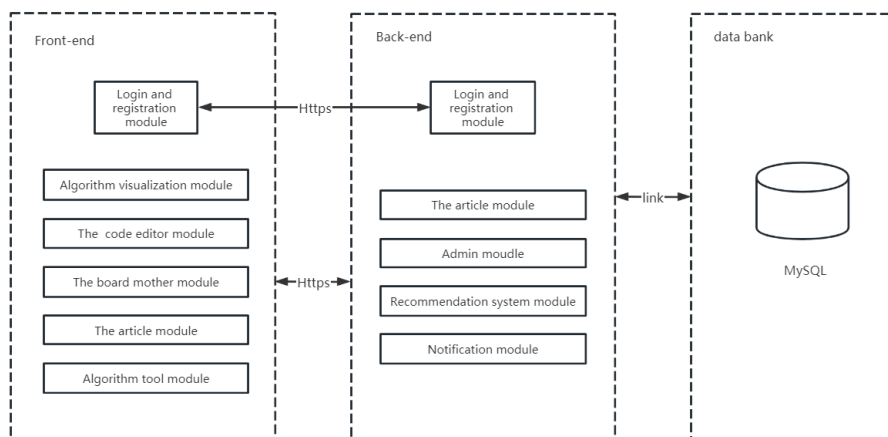 Front-end
Login and
registration
module
Algorithm visualization module
The code editor module
The board mother module
The article module
Algorithm tool module
Https
Https
Back-end
Login and
registration
module
The article module
Admin moudle
Recommendation system module
Notification module
link
data bank
MySQL